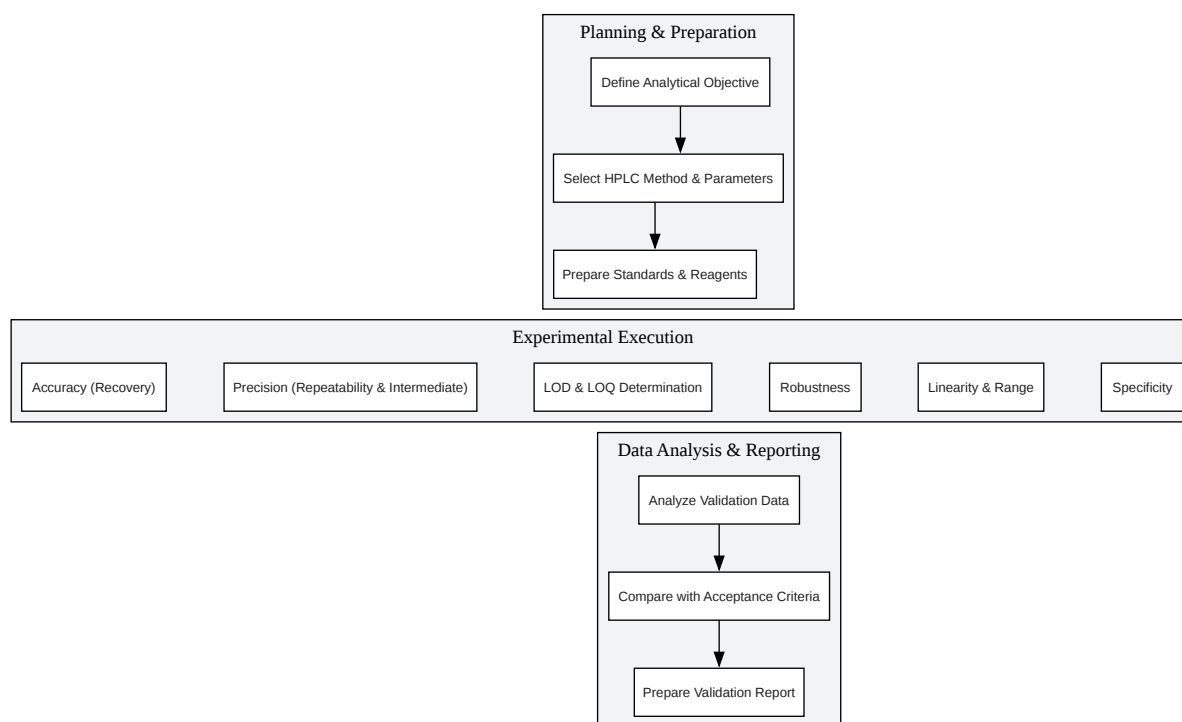 Planning & Preparation
Define Analytical Objective
Select HPLC Method & Parameters
Prepare Standards & Reagents
Experimental Execution
Accuracy (Recovery)
Precision (Repeatability & Intermediate)
LOD & LOQ Determination
Robustness
Linearity & Range
Specificity
Data Analysis & Reporting
Analyze Validation Data
Compare with Acceptance Criteria
Prepare Validation Report